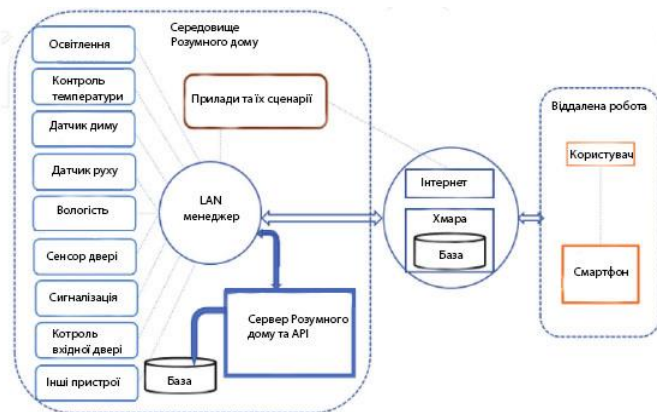 Середовище
Розумного дому
Освітлення
Контроль
температури
Датчик диму
Датчик руху
Вологість
Сенсор двері
Сигналізація
Котроль
вхідної двері
Інші пристрої
Прилади та їх сценарії
LAN
менеджер
Сервер Розумного
дому та API
База
Інтернет
Хмара
База
Віддалена робота
Користувач
Смартфон